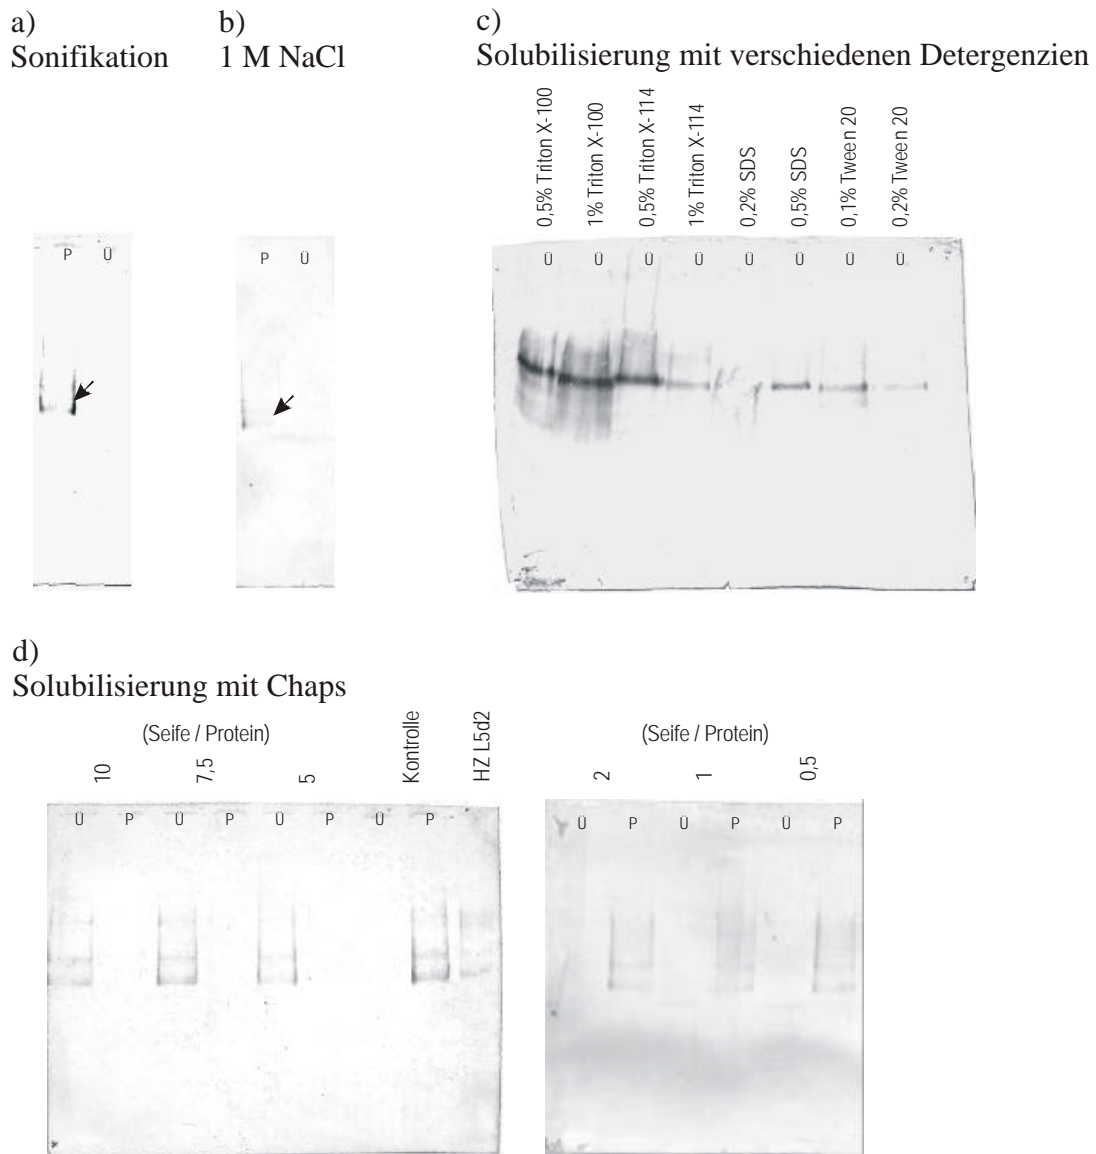 a)
Sonifikation
b)
1 M NaCl
c)
Solubilisierung mit verschiedenen Detergenzien
0,5% Triton X-100
1% Triton X-100
0,5% Triton X-114
1% Triton X-114
0,2% SDS
0,5% SDS
0,1% Tween 20
0,2% Tween 20
P Ü
P Ü
Ü Ü Ü Ü Ü Ü Ü Ü
d)
Solubilisierung mit Chaps
(Seife / Protein)
10
7,5
5
Kontrolle
HZ L5d2
Ü P Ü P Ü P Ü P
(Seife / Protein)
2
1
0,5
Ü P Ü P Ü P